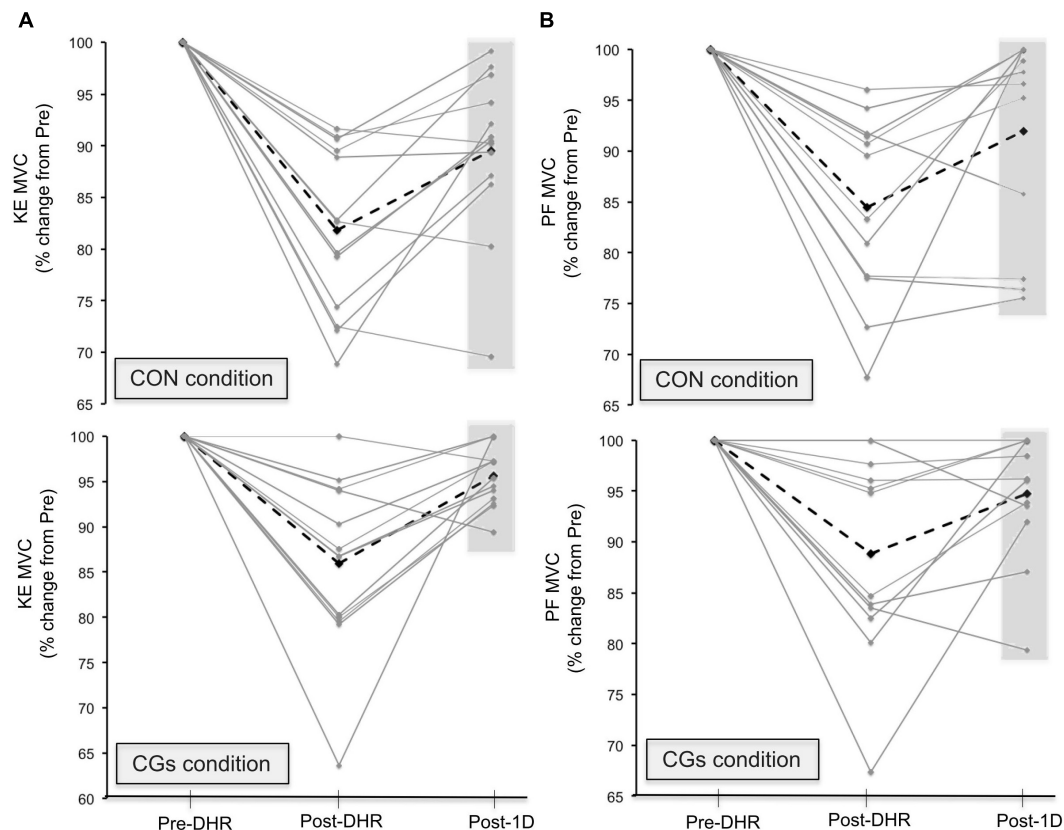 A
KE MVC
(% change from Pre)
100
95
90
85
80
75
70
65
CON condition
B
PF MVC
(% change from Pre)
100
95
90
85
80
75
70
65
CON condition
KE MVC
(% change from Pre)
100
95
90
85
80
75
70
65
60
CGs condition
Pre-DHR Post-DHR Post-1D
PF MVC
(% change from Pre)
100
95
90
85
80
75
70
65
CGs condition
Pre-DHR Post-DHR Post-1D